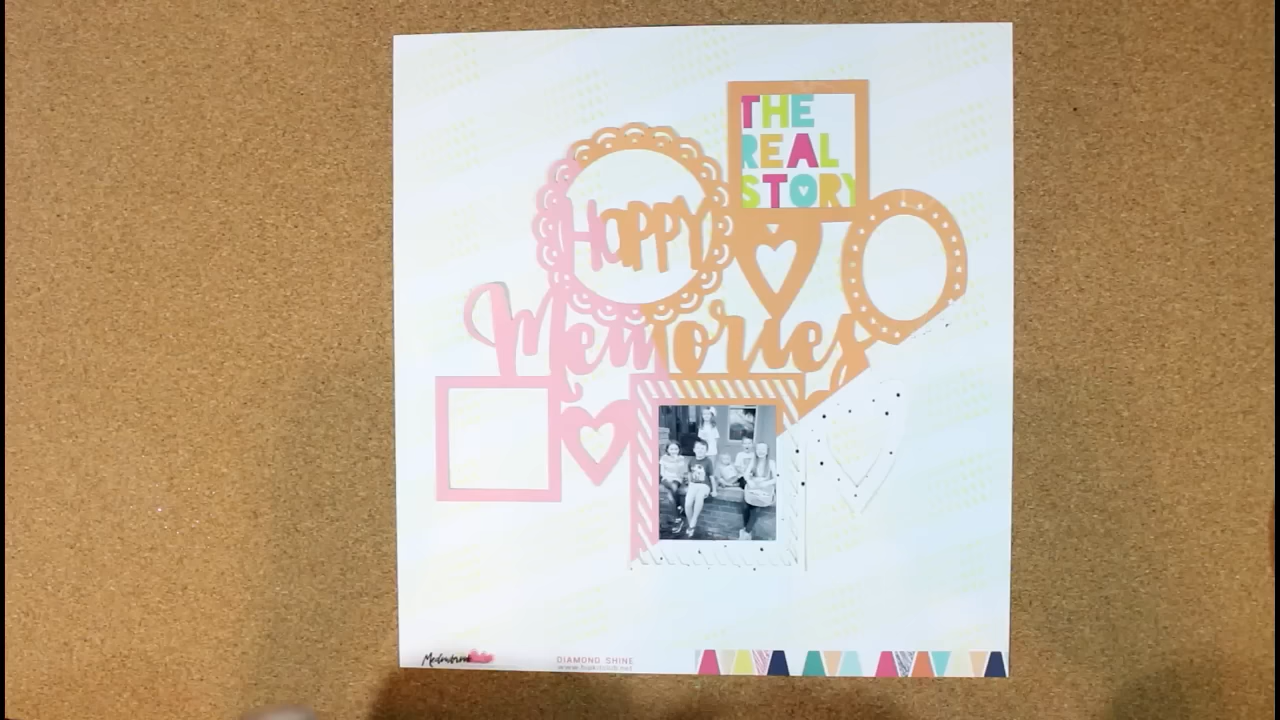 THE
REAL
STORY
HAPPY
Memories
DIAMOND SHINE